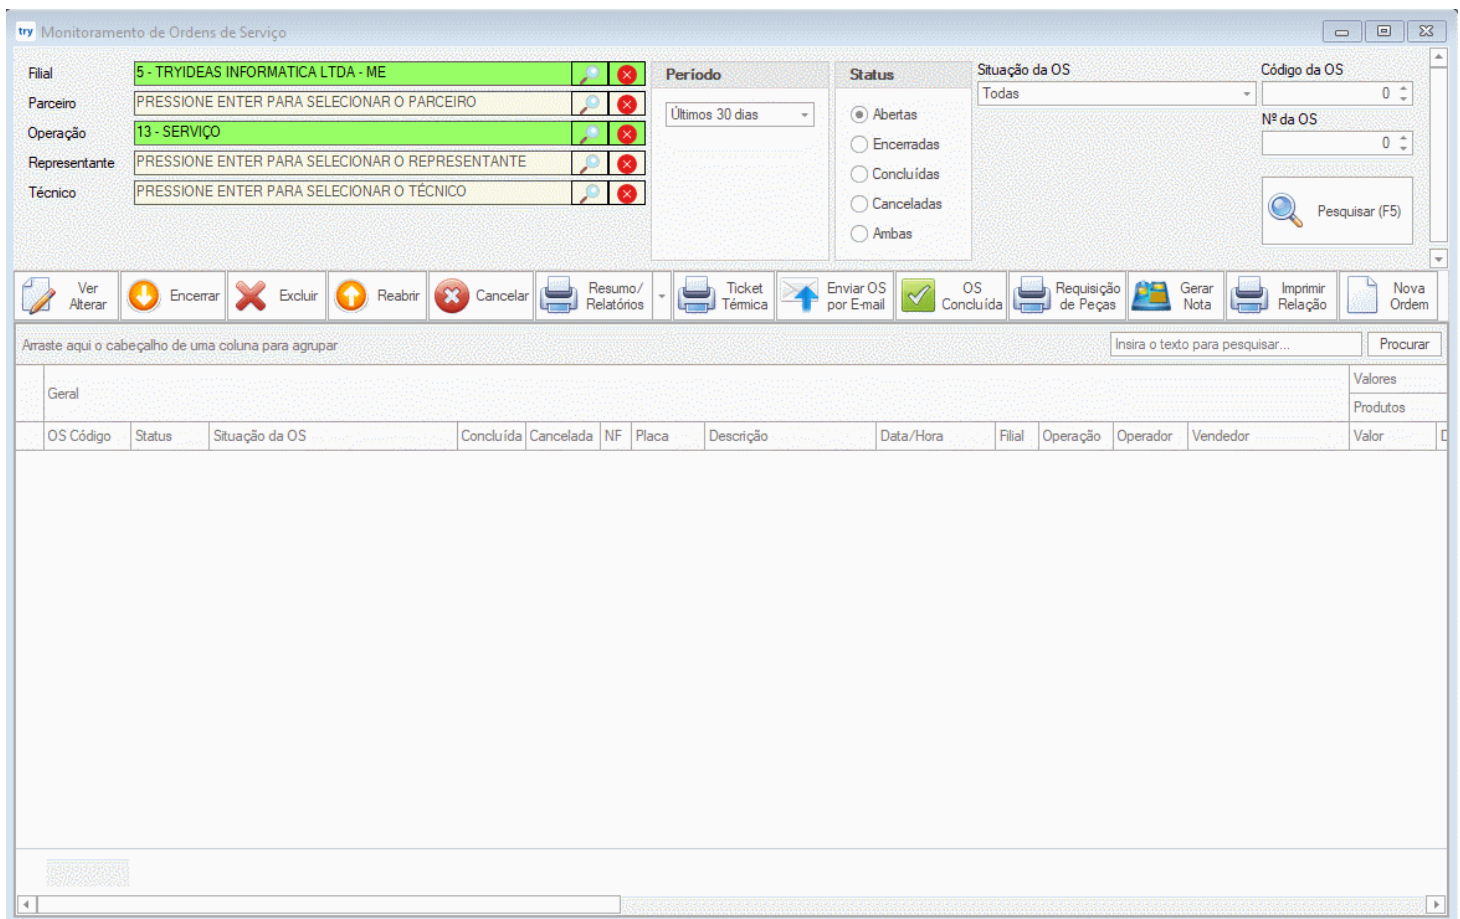 try Monitoramento de Ordens de Serviço
Filial
5 - TRYIDEAS INFORMATICA LTDA - ME
Parceiro
PRESSIONE ENTER PARA SELECIONAR O PARCEIRO
Operação
13 - SERVIÇO
Representante
PRESSIONE ENTER PARA SELECIONAR O REPRESENTANTE
Técnico
PRESSIONE ENTER PARA SELECIONAR O TÉCNICO
Período
Últimos 30 dias
Status
Abertas
Encerradas
Concluídas
Canceladas
Ambas
Situação da OS
Todas
Código da OS
0
Nº da OS
0
Pesquisar (F5)
Ver
Alterar
Encerrar
Excluir
Reabrir
Cancelar
Resumo/
Relatórios
Ticket
Térmica
Enviar OS
por E-mail
OS
Concluída
Requisição
de Peças
Gerar
Nota
Imprimir
Relação
Nova
Ordem
Arraste aqui o cabeçalho de uma coluna para agrupar
Insira o texto para pesquisar...
Procurar
Geral
Valores
Produtos
OS Código Status Situação da OS Concluída Cancelada NF Placa Descrição Data/Hora Filial Operação Operador Vendedor Valor